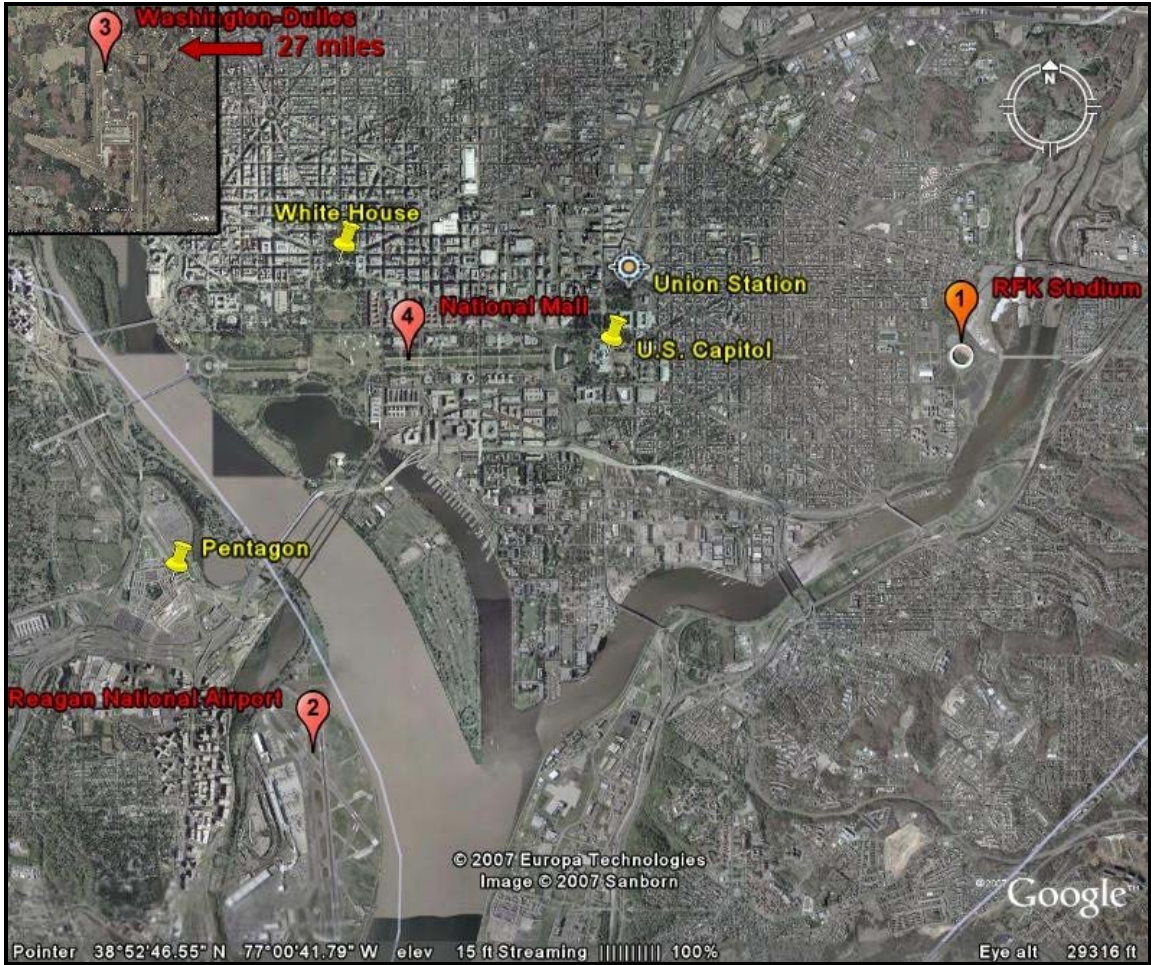 3 Washington-Dulles
27 miles
N
White House
Union Station
1 RFK Stadium
4 National Mall
U.S. Capitol
Pentagon
Reagan National Airport
2
© 2007 Europa Technologies
Image © 2007 Sanborn
©2007 Google™
Pointer 38°52'46.55" N 77°00'41.79" W elev 15 ft Streaming |||||||||| 100% Eye alt 29316 ft